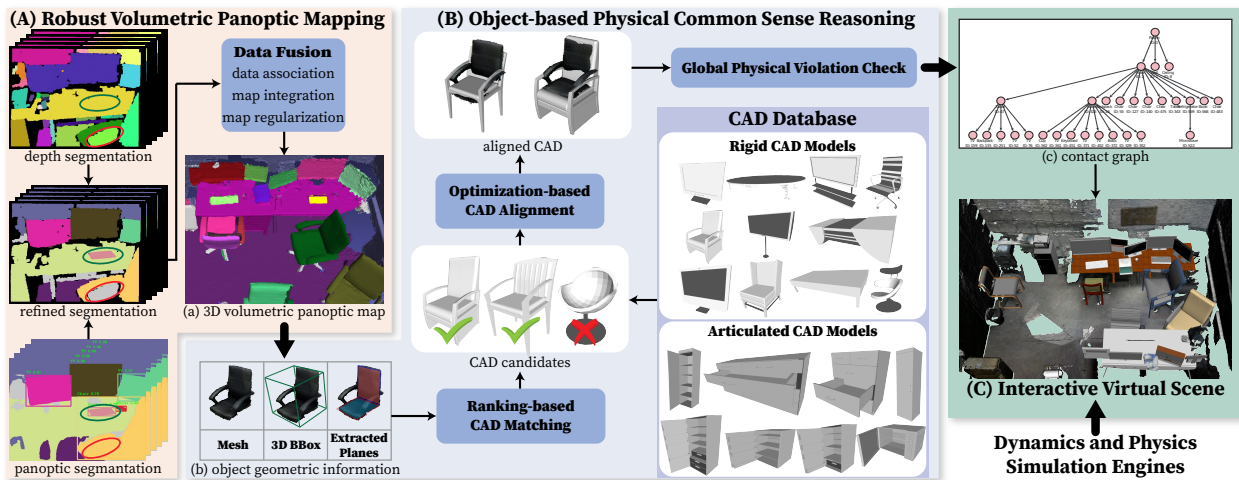 (A) Robust Volumetric Panoptic Mapping
Data Fusion
data association
map integration
map regularization
depth segmentation
refined segmentation
(a) 3D volumetric panoptic map
panoptic segmantation
(B) Object-based Physical Common Sense Reasoning
aligned CAD
Global Physical Violation Check
Optimization-based
CAD Alignment
CAD candidates
Ranking-based
CAD Matching
Mesh
3D BBox
Extracted
Planes
(b) object geometric information
CAD Database
Rigid CAD Models
Articulated CAD Models
(c) contact graph
(C) Interactive Virtual Scene
Dynamics and Physics
Simulation Engines